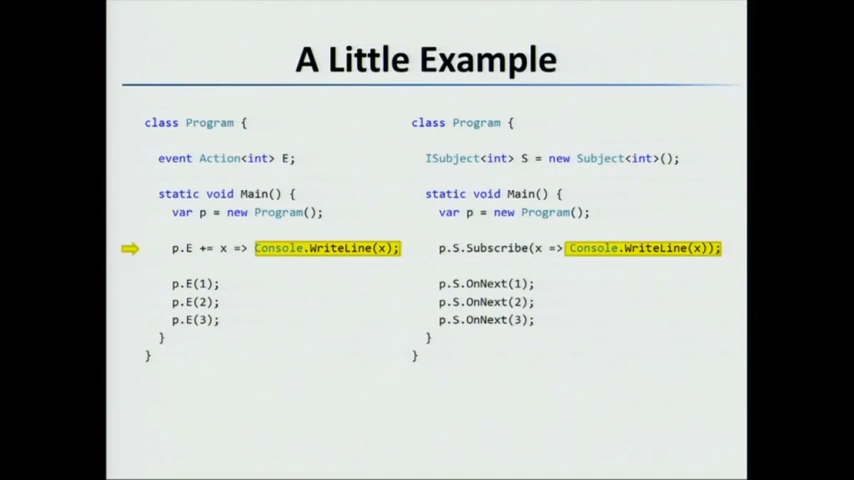 A Little Example
class Program {
event Action<int> E;
static void Main() {
var p = new Program();
p.E += x => Console.WriteLine(x);
p.E(1);
p.E(2);
p.E(3);
}
}
class Program {
ISubject<int> S = new Subject<int>();
static void Main() {
var p = new Program();
p.S.Subscribe(x => Console.WriteLine(x));
p.S.OnNext(1);
p.S.OnNext(2);
p.S.OnNext(3);
}
}